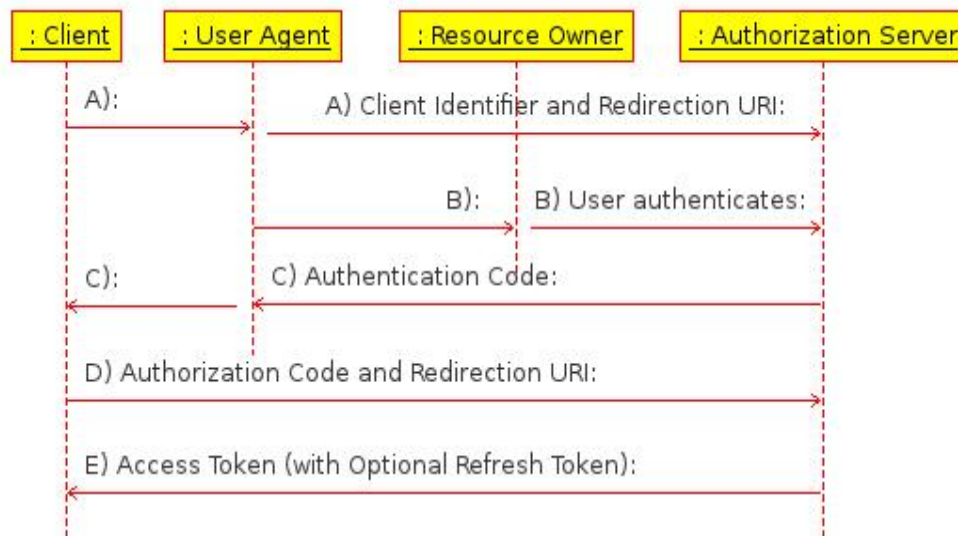 : Client
: User Agent
: Resource Owner
: Authorization Server
A):
A) Client Identifier and Redirection URI:
B):
B) User authenticates:
C):
C) Authentication Code:
D) Authorization Code and Redirection URI:
E) Access Token (with Optional Refresh Token):